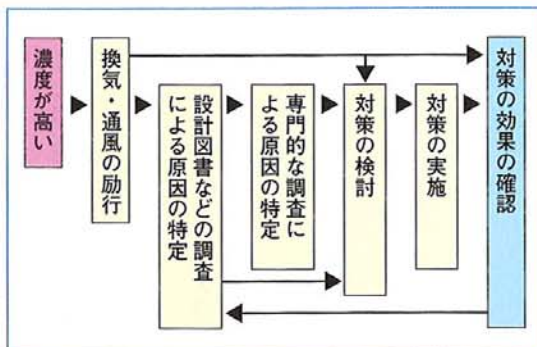 濃度が高い
換気・通風の励行
設計図書などの調査
による原因の特定
専門的な調査に
よる原因の特定
対策の検討
対策の実施
対策の効果の確認